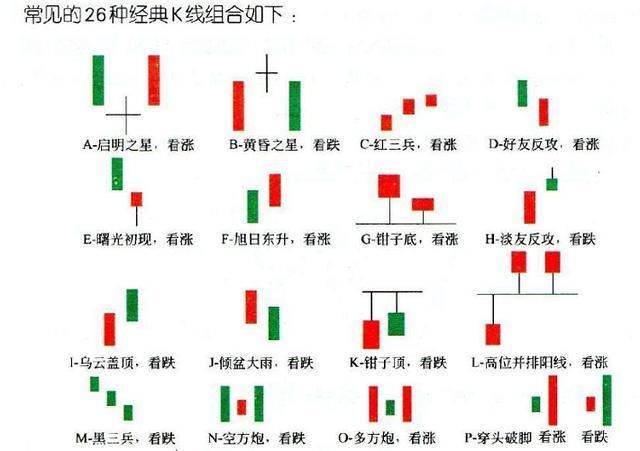 常见的26种经典K线组合如下：
A-启明之星，看涨 B-黄昏之星，看跌 C-红三兵，看涨 D-好友反攻，看涨
E-曙光初现，看涨 F-旭日东升，看涨 G-钳子底，看涨 H-淡友反攻，看跌
I-乌云盖顶，看跌 J-倾盆大雨，看跌 K-钳子顶，看跌 L-高位并排阳线，看涨
M-黑三兵，看跌 N-空方炮，看跌 O-多方炮，看涨 P-穿头破脚 看涨 看跌